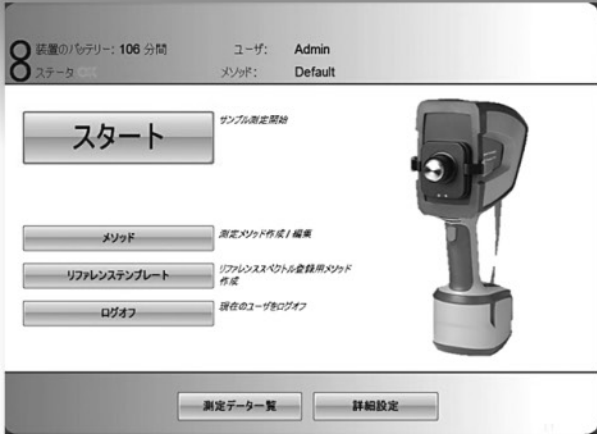 装置のバッテリー: 106 分間
ユーザ: Admin
ステータ OK
メソッド: Default
スタート
サンプル測定開始
メソッド
測定メソッド作成 / 編集
リファレンステンプレート
リファレンススペクトル登録用メソッド
作成
ログオフ
現在のユーザをログオフ
測定データ一覧
詳細設定